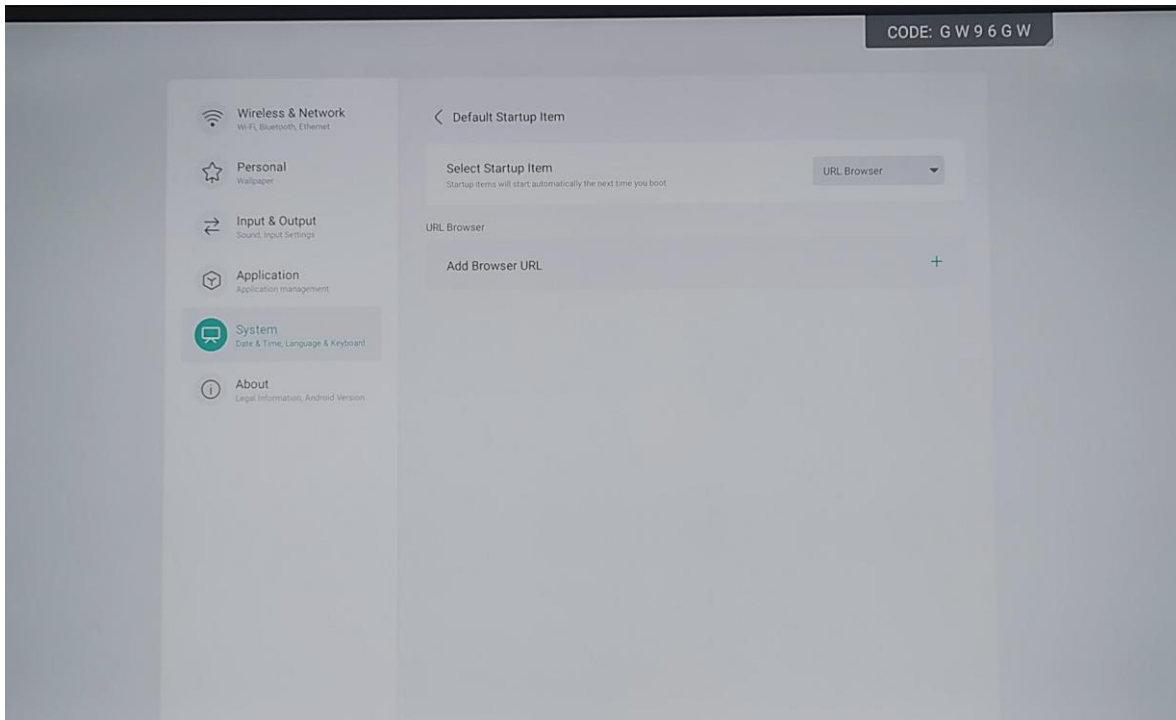 CODE: G W 9 6 G W
Wireless & Network
Wi-Fi, Bluetooth, Ethernet
Personal
Wallpaper
Input & Output
Sound, Input Settings
Application
Application management
System
Date & Time, Language & Keyboard
About
Legal Information, Android Version
Default Startup Item
Select Startup Item
Startup items will start automatically the next time you boot
URL Browser
URL Browser
Add Browser URL